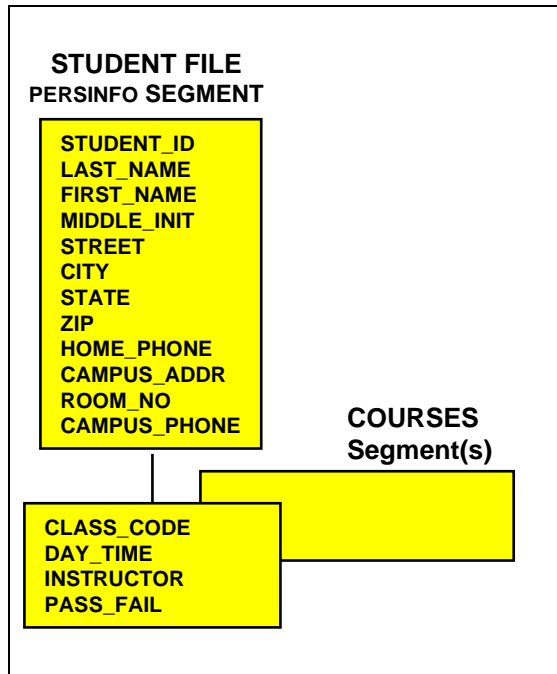 STUDENT FILE
PERSINFO SEGMENT
STUDENT_ID
LAST_NAME
FIRST_NAME
MIDDLE_INIT
STREET
CITY
STATE
ZIP
HOME_PHONE
CAMPUS_ADDR
ROOM_NO
CAMPUS_PHONE
COURSES
Segment(s)
CLASS_CODE
DAY_TIME
INSTRUCTOR
PASS_FAIL